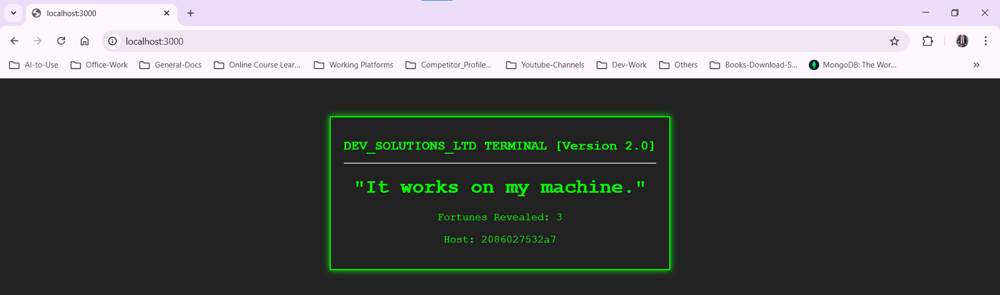 localhost:3000
localhost:3000
AI-to-Use Office-Work General-Docs Online Course Lear... Working Platforms Competitor_Profile... Youtube-Channels Dev-Work Others Books-Download-S... MongoDB: The Wor...
DEV_SOLUTIONS_LTD TERMINAL [Version 2.0]
"It works on my machine."
Fortunes Revealed: 3
Host: 2086027532a7